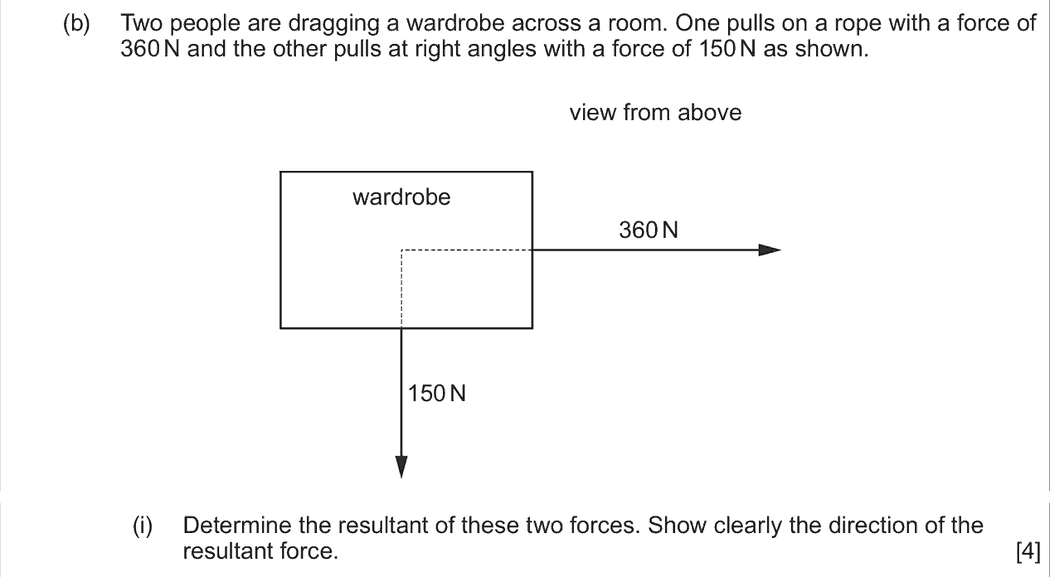 (b) Two people are dragging a wardrobe across a room. One pulls on a rope with a force of
360 N and the other pulls at right angles with a force of 150 N as shown.
view from above
wardrobe
360 N
150 N
(i) Determine the resultant of these two forces. Show clearly the direction of the
resultant force.
[4]